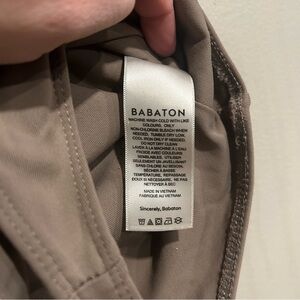 BABATON
MACHINE WASH COLD WITH LIKE
COLOURS. ONLY
NON-CHLORINE BLEACH WHEN
NEEDED. TUMBLE DRY LOW.
COOL IRON ONLY IF NEEDED.
DO NOT DRY CLEAN
LAVER À LA MACHINE À L'EAU
FROIDE AVEC COULEURS
SEMBLABLES. UTILISER
SEULEMENT UN JAVELLISANT
SANS CHLORE AU BESOIN.
SÉCHER À BASSE
TEMPÉRATURE. REPASSAGE
DOUX SI NÉCESSAIRE. NE PAS
NETTOYER À SEC
MADE IN VIETNAM
FABRIQUÉ AU VIETNAM
Sincerely, Babaton